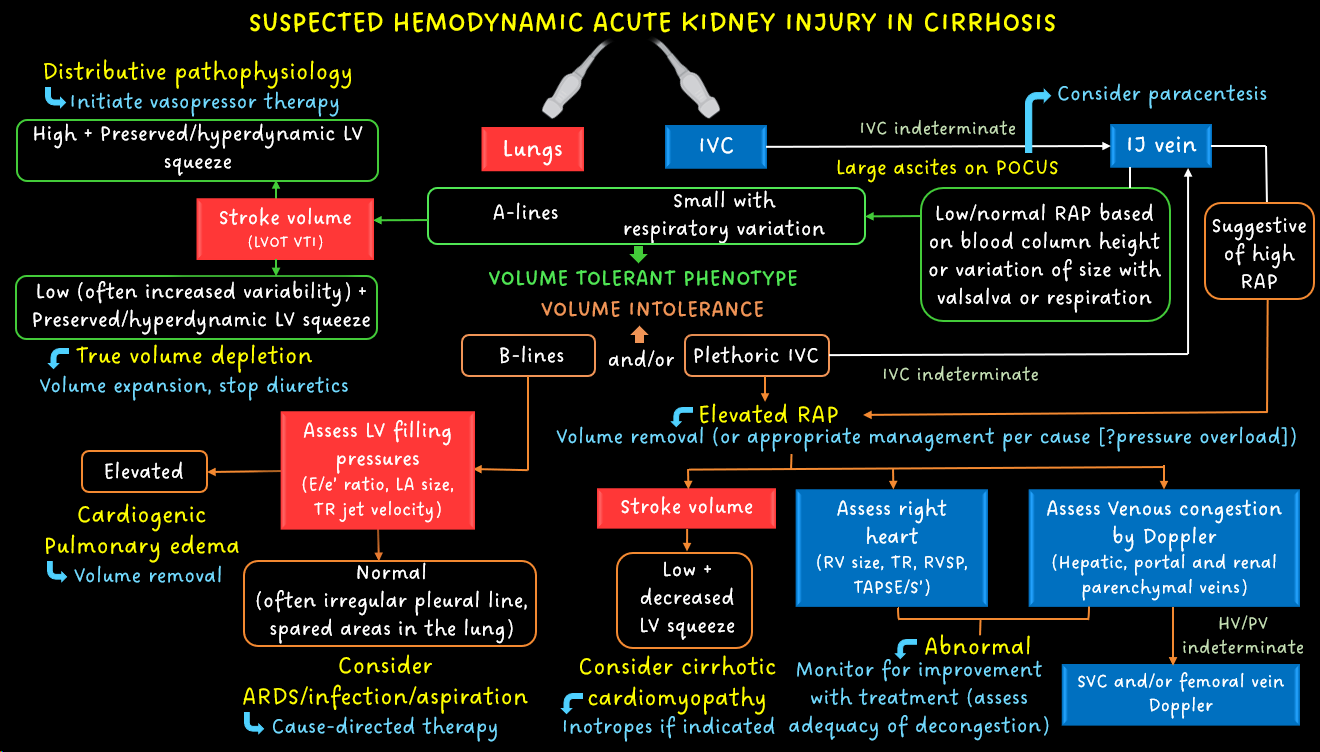 SUSPECTED HEMODYNAMIC ACUTE KIDNEY INJURY IN CIRRHOSIS
Distributive pathophysiology
Initiate vasopressor therapy
High + Preserved/hyperdynamic LV
squeeze
Stroke volume
(LVOT VTI)
Low (often increased variability) +
Preserved/hyperdynamic LV squeeze
True volume depletion
Volume expansion, stop diuretics
Lungs
IVC
IVC indeterminate
Consider paracentesis
Large ascites on POCUS
IJ vein
A-lines
Small with
respiratory variation
Low/normal RAP based
on blood column height
or variation of size with
valsalva or respiration
Suggestive
of high
RAP
VOLUME TOLERANT PHENOTYPE
VOLUME INTOLERANCE
B-lines
and/or
Plethoric IVC
IVC indeterminate
Elevated RAP
Volume removal (or appropriate management per cause [?pressure overload])
Assess LV filling
pressures
(E/e' ratio, LA size,
TR jet velocity)
Elevated
Cardiogenic
Pulmonary edema
Volume removal
Normal
(often irregular pleural line,
spared areas in the lung)
Consider
ARDS/infection/aspiration
Cause-directed therapy
Stroke volume
Low +
decreased
LV squeeze
Consider cirrhotic
cardiomyopathy
Inotropes if indicated
Assess right
heart
(RV size, TR, RVSP,
TAPSE/S')
Assess Venous congestion
by Doppler
(Hepatic, portal and renal
parenchymal veins)
Abnormal
Monitor for improvement
with treatment (assess
adequacy of decongestion)
HV/PV
indeterminate
SVC and/or femoral vein
Doppler